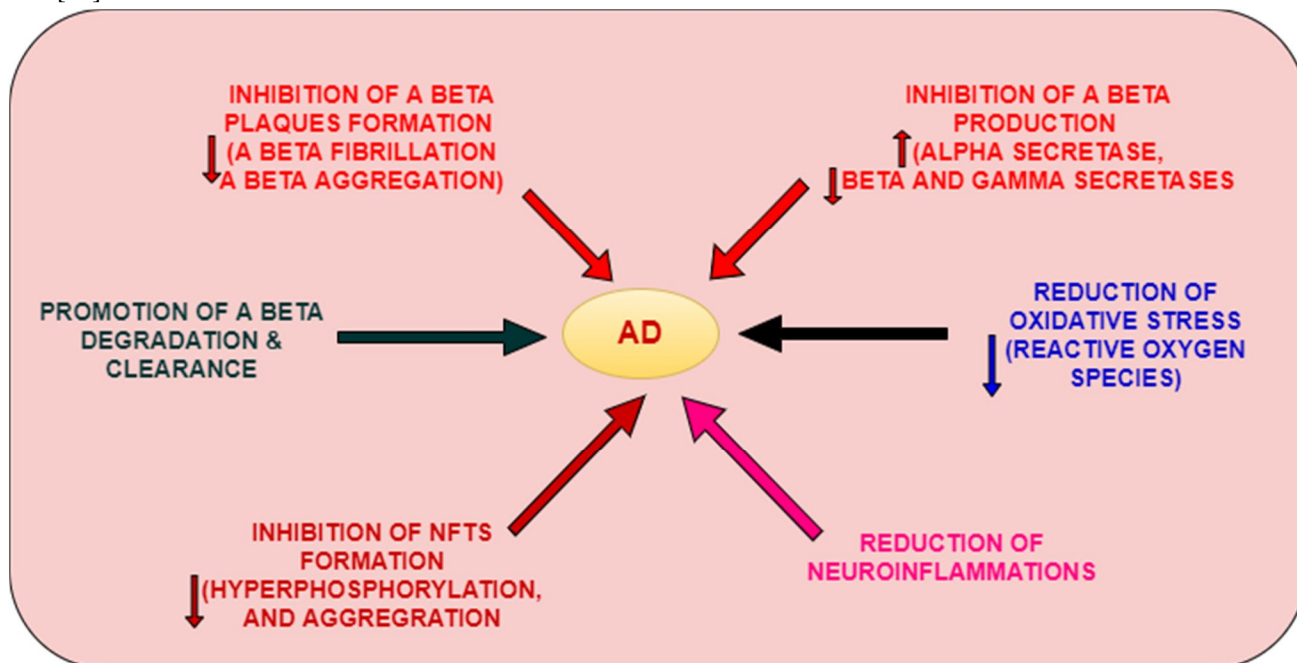 INHIBITION OF A BETA
PLAQUES FORMATION
(A BETA FIBRILLATION
A BETA AGGREGATION)
INHIBITION OF A BETA
PRODUCTION
(ALPHA SECRETASE,
BETA AND GAMMA SECRETASES
PROMOTION OF A BETA
DEGRADATION &
CLEARANCE
AD
REDUCTION OF
OXIDATIVE STRESS
(REACTIVE OXYGEN
SPECIES)
INHIBITION OF NFTS
FORMATION
(HYPERPHOSPHORYLATION,
AND AGGREGRATION
REDUCTION OF
NEUROINFLAMMATIONS